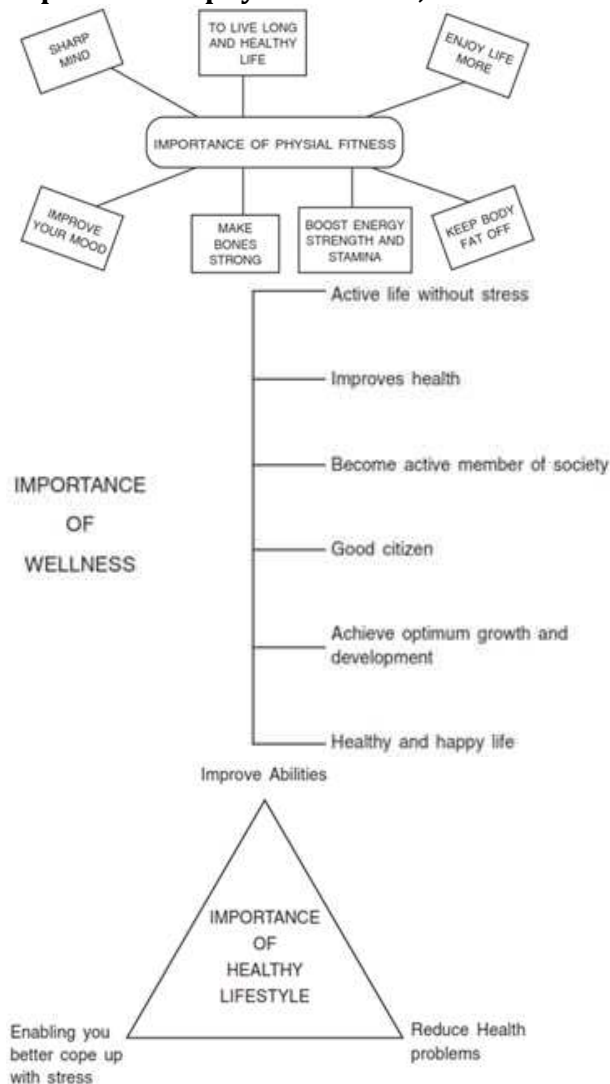 SHARP
MIND
TO LIVE LONG
AND HEALTHY
LIFE
ENJOY LIFE
MORE
IMPORTANCE OF PHYSIAL FITNESS
IMPROVE
YOUR MOOD
MAKE
BONES
STRONG
BOOST ENERGY
STRENGTH AND
STAMINA
KEEP BODY
FAT OFF
IMPORTANCE
OF
WELLNESS
Active life without stress
Improves health
Become active member of society
Good citizen
Achieve optimum growth and
development
Healthy and happy life
Improve Abilities
IMPORTANCE
OF
HEALTHY
LIFESTYLE
Enabling you
better cope up
with stress
Reduce Health
problems